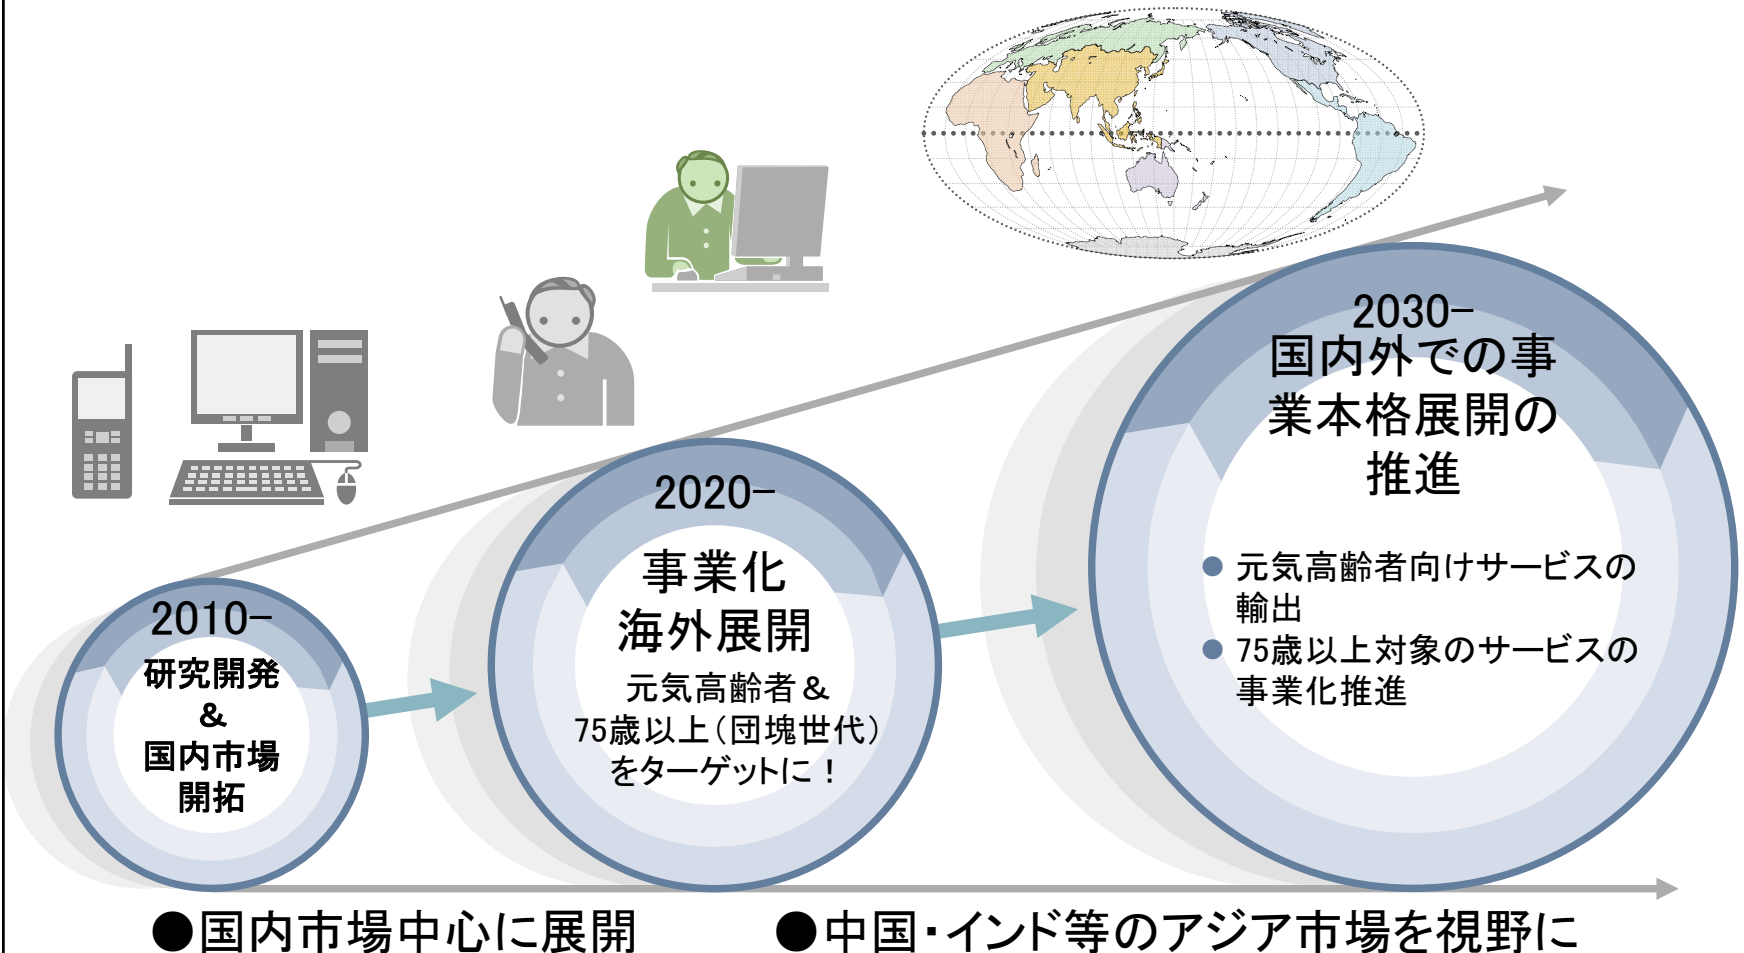 2010−
研究開発
&
国内市場
開拓
2020−
事業化
海外展開
元気高齢者&
75歳以上（団塊世代）
をターゲットに！
2030−
国内外での事
業本格展開の
推進
● 元気高齢者向けサービスの
輸出
● 75歳以上対象のサービスの
事業化推進
●国内市場中心に展開
●中国・インド等のアジア市場を視野に